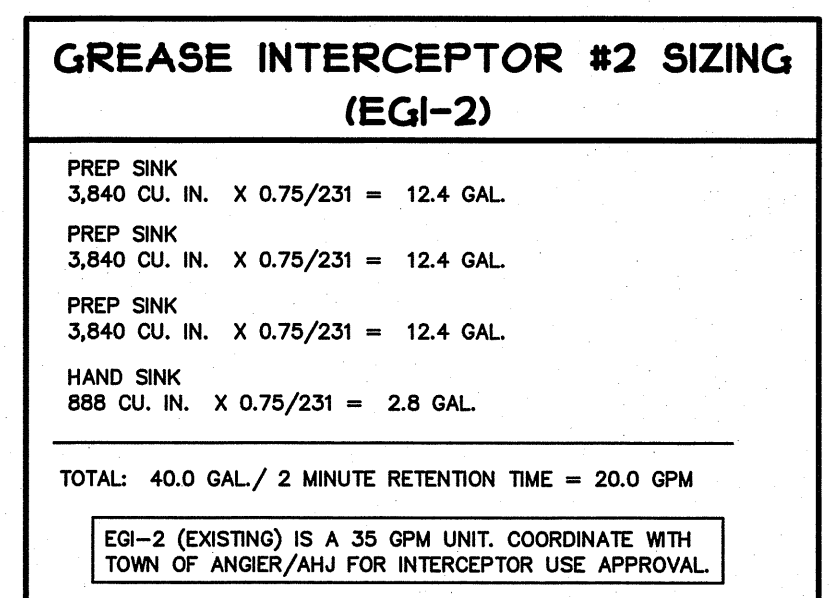 GREASE INTERCEPTOR #2 SIZING
(EGI-2)
PREP SINK
3,840 CU. IN. X 0.75/231 = 12.4 GAL.
PREP SINK
3,840 CU. IN. X 0.75/231 = 12.4 GAL.
PREP SINK
3,840 CU. IN. X 0.75/231 = 12.4 GAL.
HAND SINK
888 CU. IN. X 0.75/231 = 2.8 GAL.
TOTAL: 40.0 GAL./ 2 MINUTE RETENTION TIME = 20.0 GPM
EGI-2 (EXISTING) IS A 35 GPM UNIT. COORDINATE WITH
TOWN OF ANGIER/AHJ FOR INTERCEPTOR USE APPROVAL.